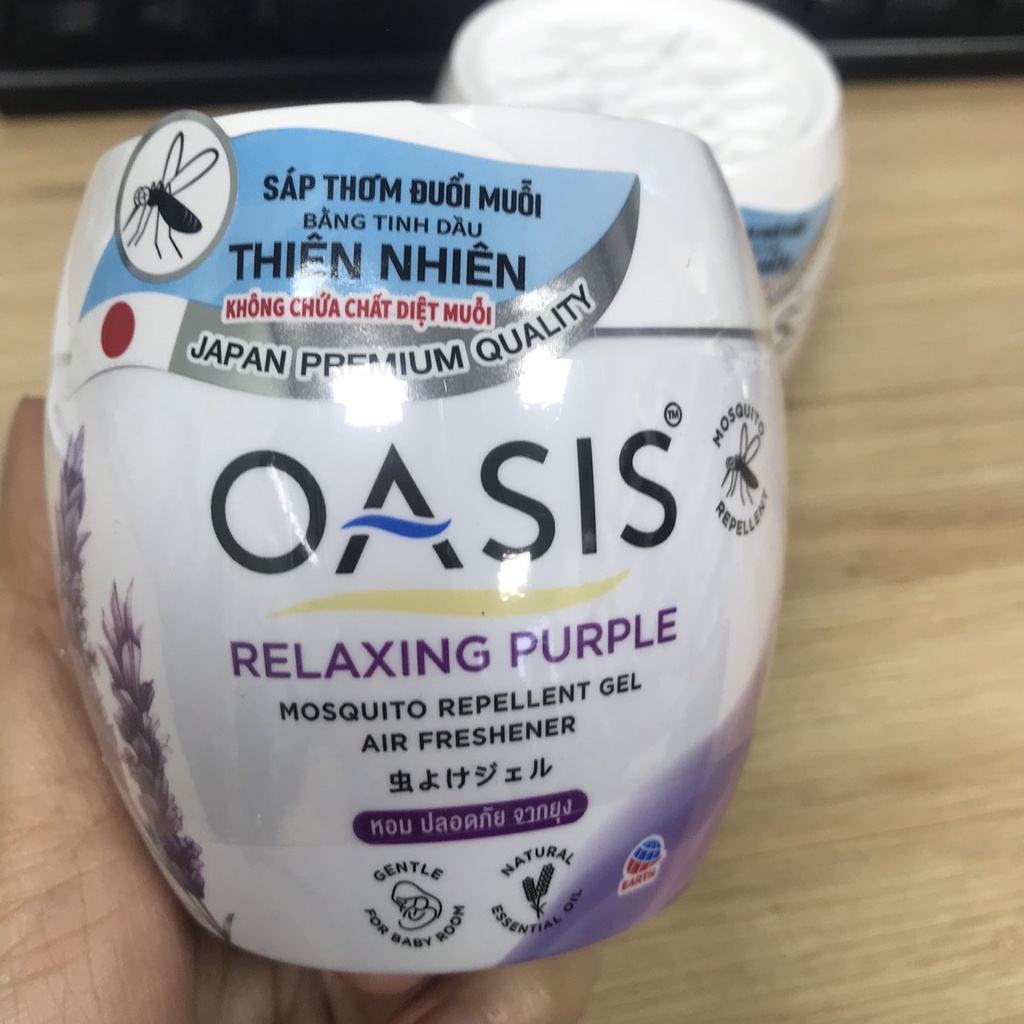 SÁP THƠM ĐUỔI MUỖI
BẰNG TINH DẦU
THIÊN NHIÊN
KHÔNG CHỨA CHẤT DIỆT MUỖI
JAPAN PREMIUM QUALITY
OASIS™
MOSQUITO REPELLENT
RELAXING PURPLE
MOSQUITO REPELLENT GEL
AIR FRESHENER
虫よけジェル
หอม ปลอดภัย จากยุง
GENTLE
FOR BABY ROOM
NATURAL
ESSENTIAL OIL
EARTH